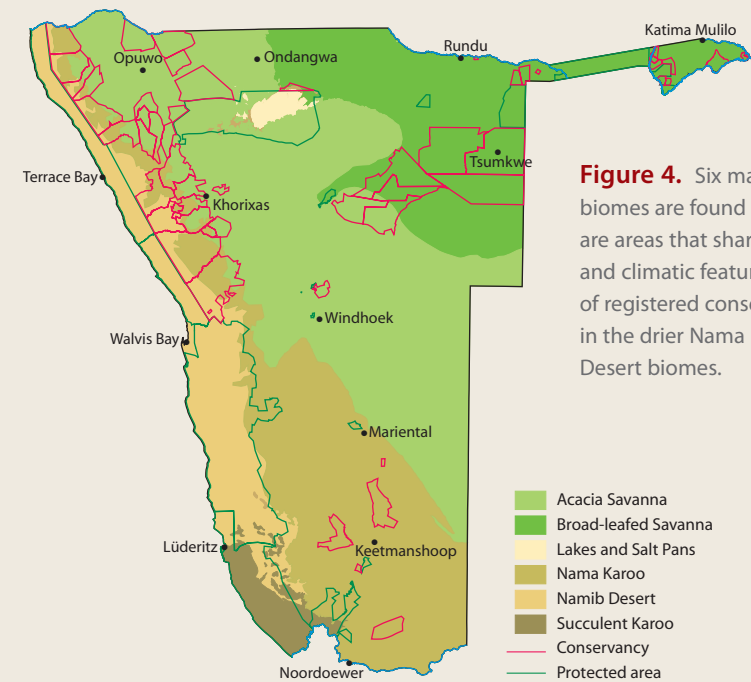 Katima Mulilo
Rundu
Opuwo
Ondangwa
Tsumkwe
Terrace Bay
Khorixas
Windhoek
Walvis Bay
Mariental
Lüderitz
Keetmanshoop
Noordoewer
Figure 4. Six ma
biomes are found
are areas that shar
and climatic featur
of registered conse
in the drier Nama
Desert biomes.
Acacia Savanna
Broad-leafed Savanna
Lakes and Salt Pans
Nama Karoo
Namib Desert
Succulent Karoo
Conservancy
Protected area